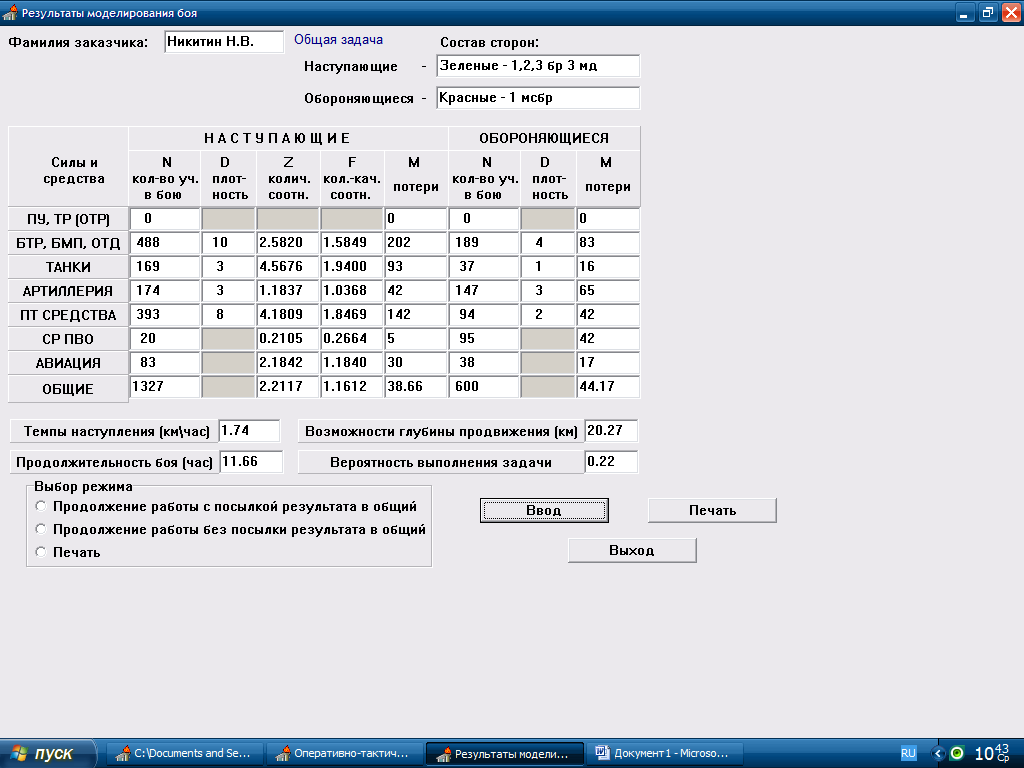 Результаты моделирования боя
Фамилия заказчика: Никитин Н.В. Общая задача Состав сторон:
Наступающие - Зеленые - 1,2,3 бр 3 мд
Обороняющиеся - Красные - 1 мсбр
Силы и средства Н А С Т У П А Ю Щ И Е ОБОРОНЯЮЩИЕСЯ
N кол-во уч. в бою D плот-ность Z колич. соотн. F кол.-кач. соотн. M потери N кол-во уч. в бою D плот-ность M потери
ПУ, ТР (ОТР) 0 0 0 0
БТР, БМП, ОТД 488 10 2.5820 1.5849 202 189 4 83
ТАНКИ 169 3 4.5676 1.9400 93 37 1 16
АРТИЛЛЕРИЯ 174 3 1.1837 1.0368 42 147 3 65
ПТ СРЕДСТВА 393 8 4.1809 1.8469 142 94 2 42
СР ПВО 20 0.2105 0.2664 5 95 42
АВИАЦИЯ 83 2.1842 1.1840 30 38 17
ОБЩИЕ 1327 2.2117 1.1612 38.66 600 44.17
Темпы наступления (км\час) 1.74 Возможности глубины продвижения (км) 20.27
Продолжительность боя (час) 11.66 Вероятность выполнения задачи 0.22
Выбор режима
Продолжение работы с посылкой результата в общий
Продолжение работы без посылки результата в общий
Печать
Ввод Печать
Выход
пуск C:\Documents and Se... Оперативно-тактич... Результаты модели... Документ1 - Microso... RU 10 43 Ср